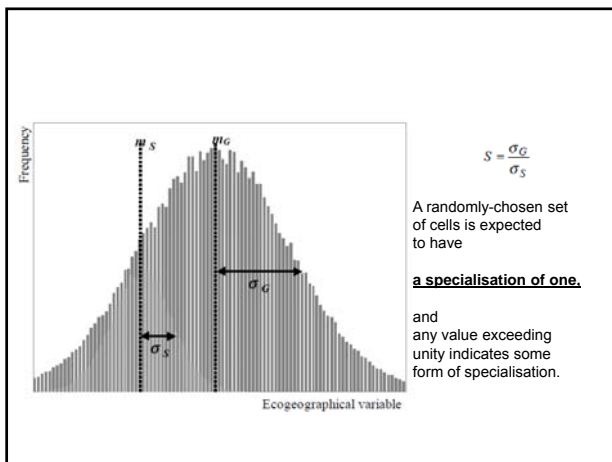 Frequency
m S
m G
σ G
σ S
Ecogeographical variable
S = σG / σS
A randomly-chosen set
of cells is expected
to have
a specialisation of one,
and
any value exceeding
unity indicates some
form of specialisation.